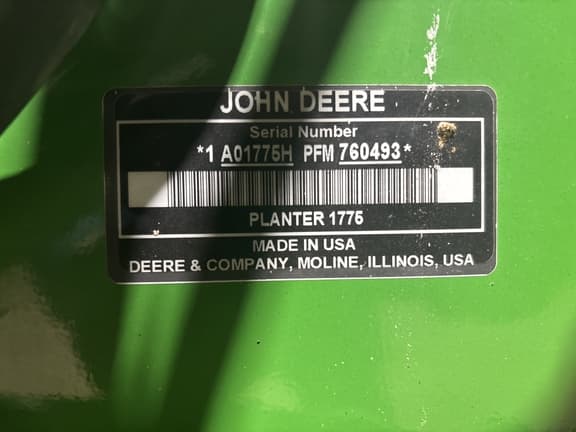 JOHN DEERE
Serial Number
*1 A01775H PFM 760493*
PLANTER 1775
MADE IN USA
DEERE & COMPANY, MOLINE, ILLINOIS, USA